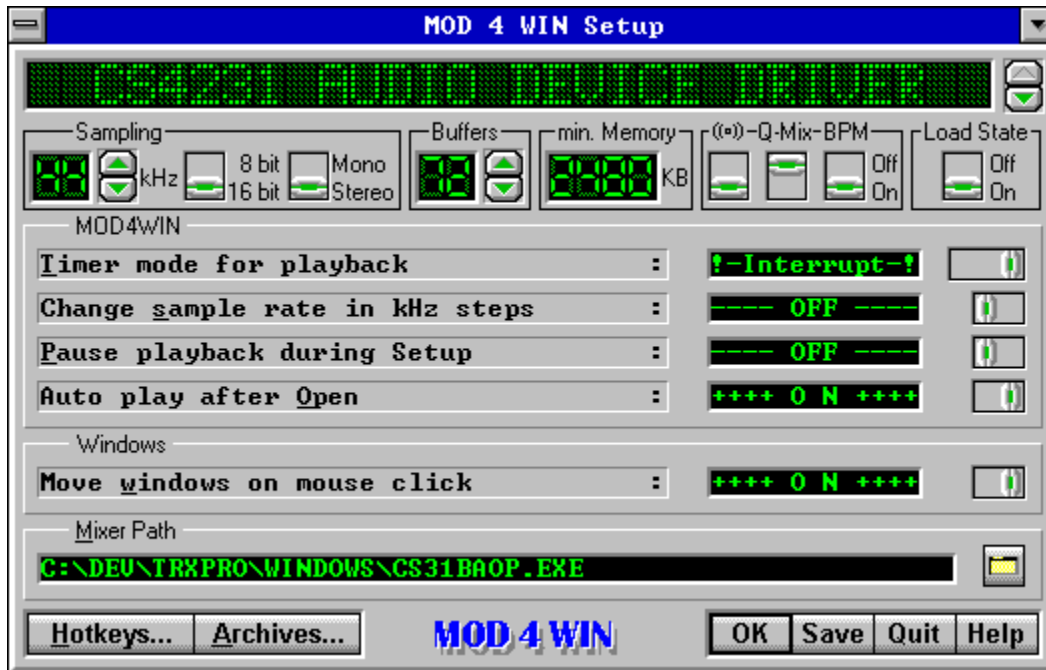 MOD 4 WIN Setup
CS4231 AUDIO DEVICE DRIVER
Sampling
44 kHz
8 bit
16 bit
Mono
Stereo
Buffers
min. Memory
KB
((•))-Q-Mix-BPM
Off
On
Load State
Off
On
MOD4WIN
Timer mode for playback :
!-Interrupt-!
Change sample rate in kHz steps :
---- OFF ----
Pause playback during Setup :
---- OFF ----
Auto play after Open :
++++ O N ++++
Windows
Move windows on mouse click :
++++ O N ++++
Mixer Path
C:\DEV\TRXPRO\WINDOWS\CS31BAOP.EXE
Hotkeys...
Archives...
MOD 4 WIN
OK
Save
Quit
Help